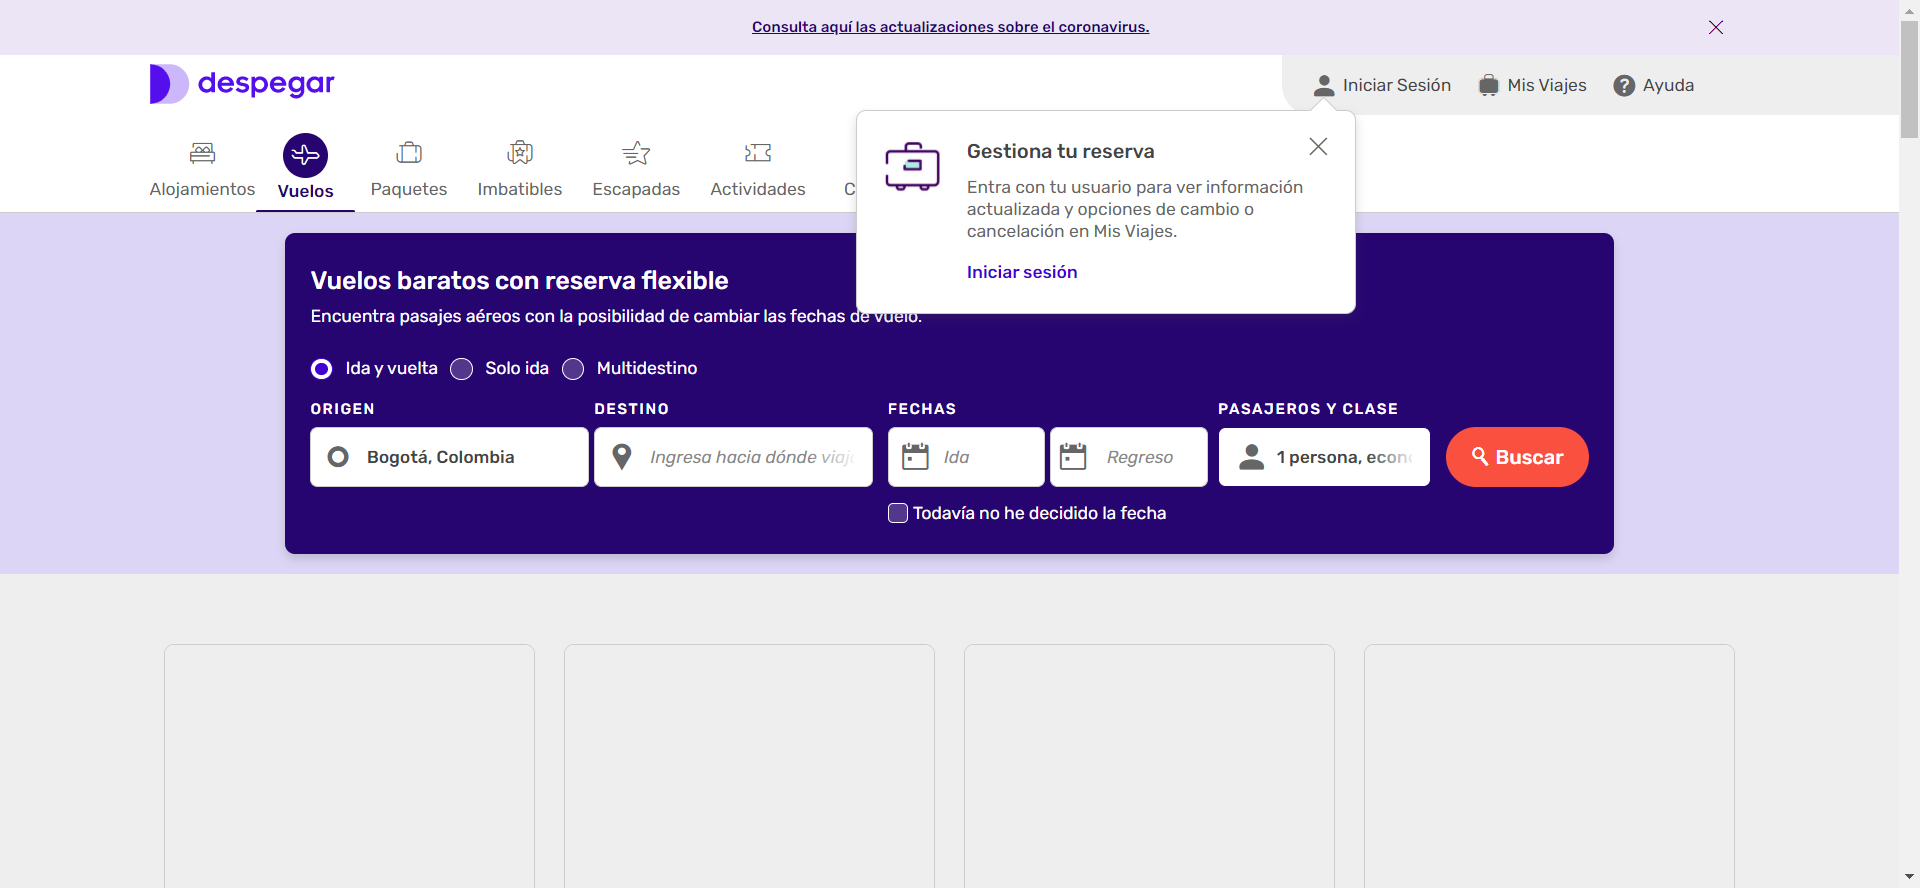 Consulta aquí las actualizaciones sobre el coronavirus.
despegar
Iniciar Sesión
Mis Viajes
Ayuda
Alojamientos
Vuelos
Paquetes
Imbatibles
Escapadas
Actividades
C
Gestiona tu reserva
Entra con tu usuario para ver información
actualizada y opciones de cambio o
cancelación en Mis Viajes.
Iniciar sesión
Vuelos baratos con reserva flexible
Encuentra pasajes aéreos con la posibilidad de cambiar las fechas de vuelo.
Ida y vuelta
Solo ida
Multidestino
ORIGEN
DESTINO
FECHAS
PASAJEROS Y CLASE
Bogotá, Colombia
Ingresa hacia dónde viaj
Ida
Regreso
1 persona, econ
Buscar
Todavía no he decidido la fecha